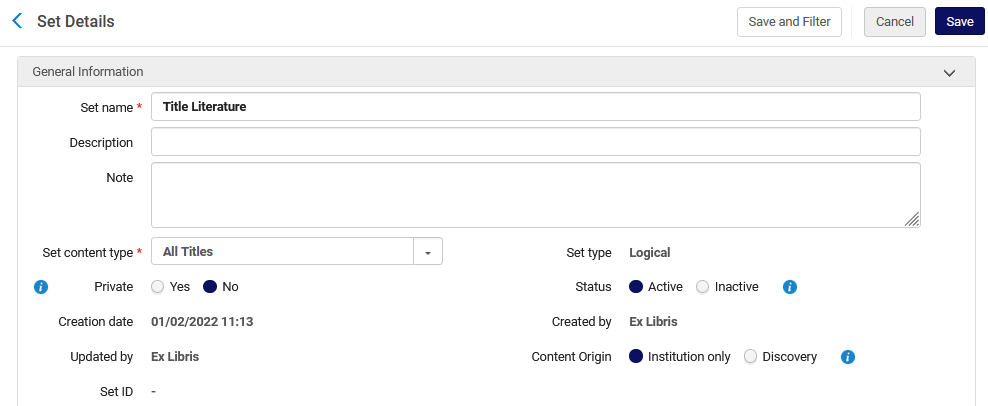 Set Details
Save and Filter
Cancel
Save
General Information
Set name *
Title Literature
Description
Note
Set content type *
All Titles
Set type
Logical
Private
Yes
No
Status
Active
Inactive
Creation date
01/02/2022 11:13
Created by
Ex Libris
Updated by
Ex Libris
Content Origin
Institution only
Discovery
Set ID
-